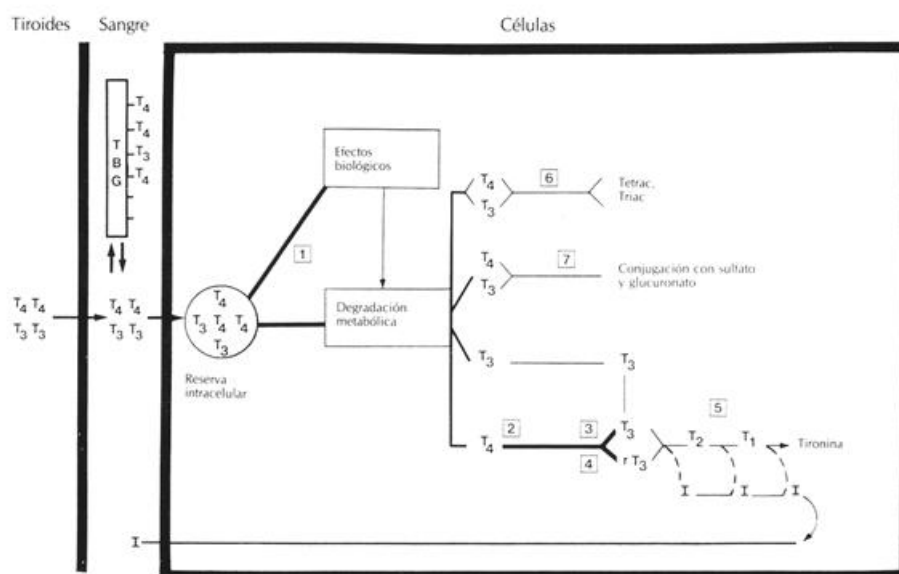 Tiroides
Sangre
Células
T
B
G
T4
T4
T3
T4
T4 T4
T3 T3
T4 T4
T3 T3
T4
T3 T4 T4
T3
Reserva
intracelular
1
Efectos
biológicos
Degradación
metabólica
T4
T3
6
Tetrac,
Triac
T4
T3
7
Conjugación con sulfato
y glucuronato
T3
T3
T4
2
3
4
T3
r T3
5
T2
T1
Tironina
I
I
I
I